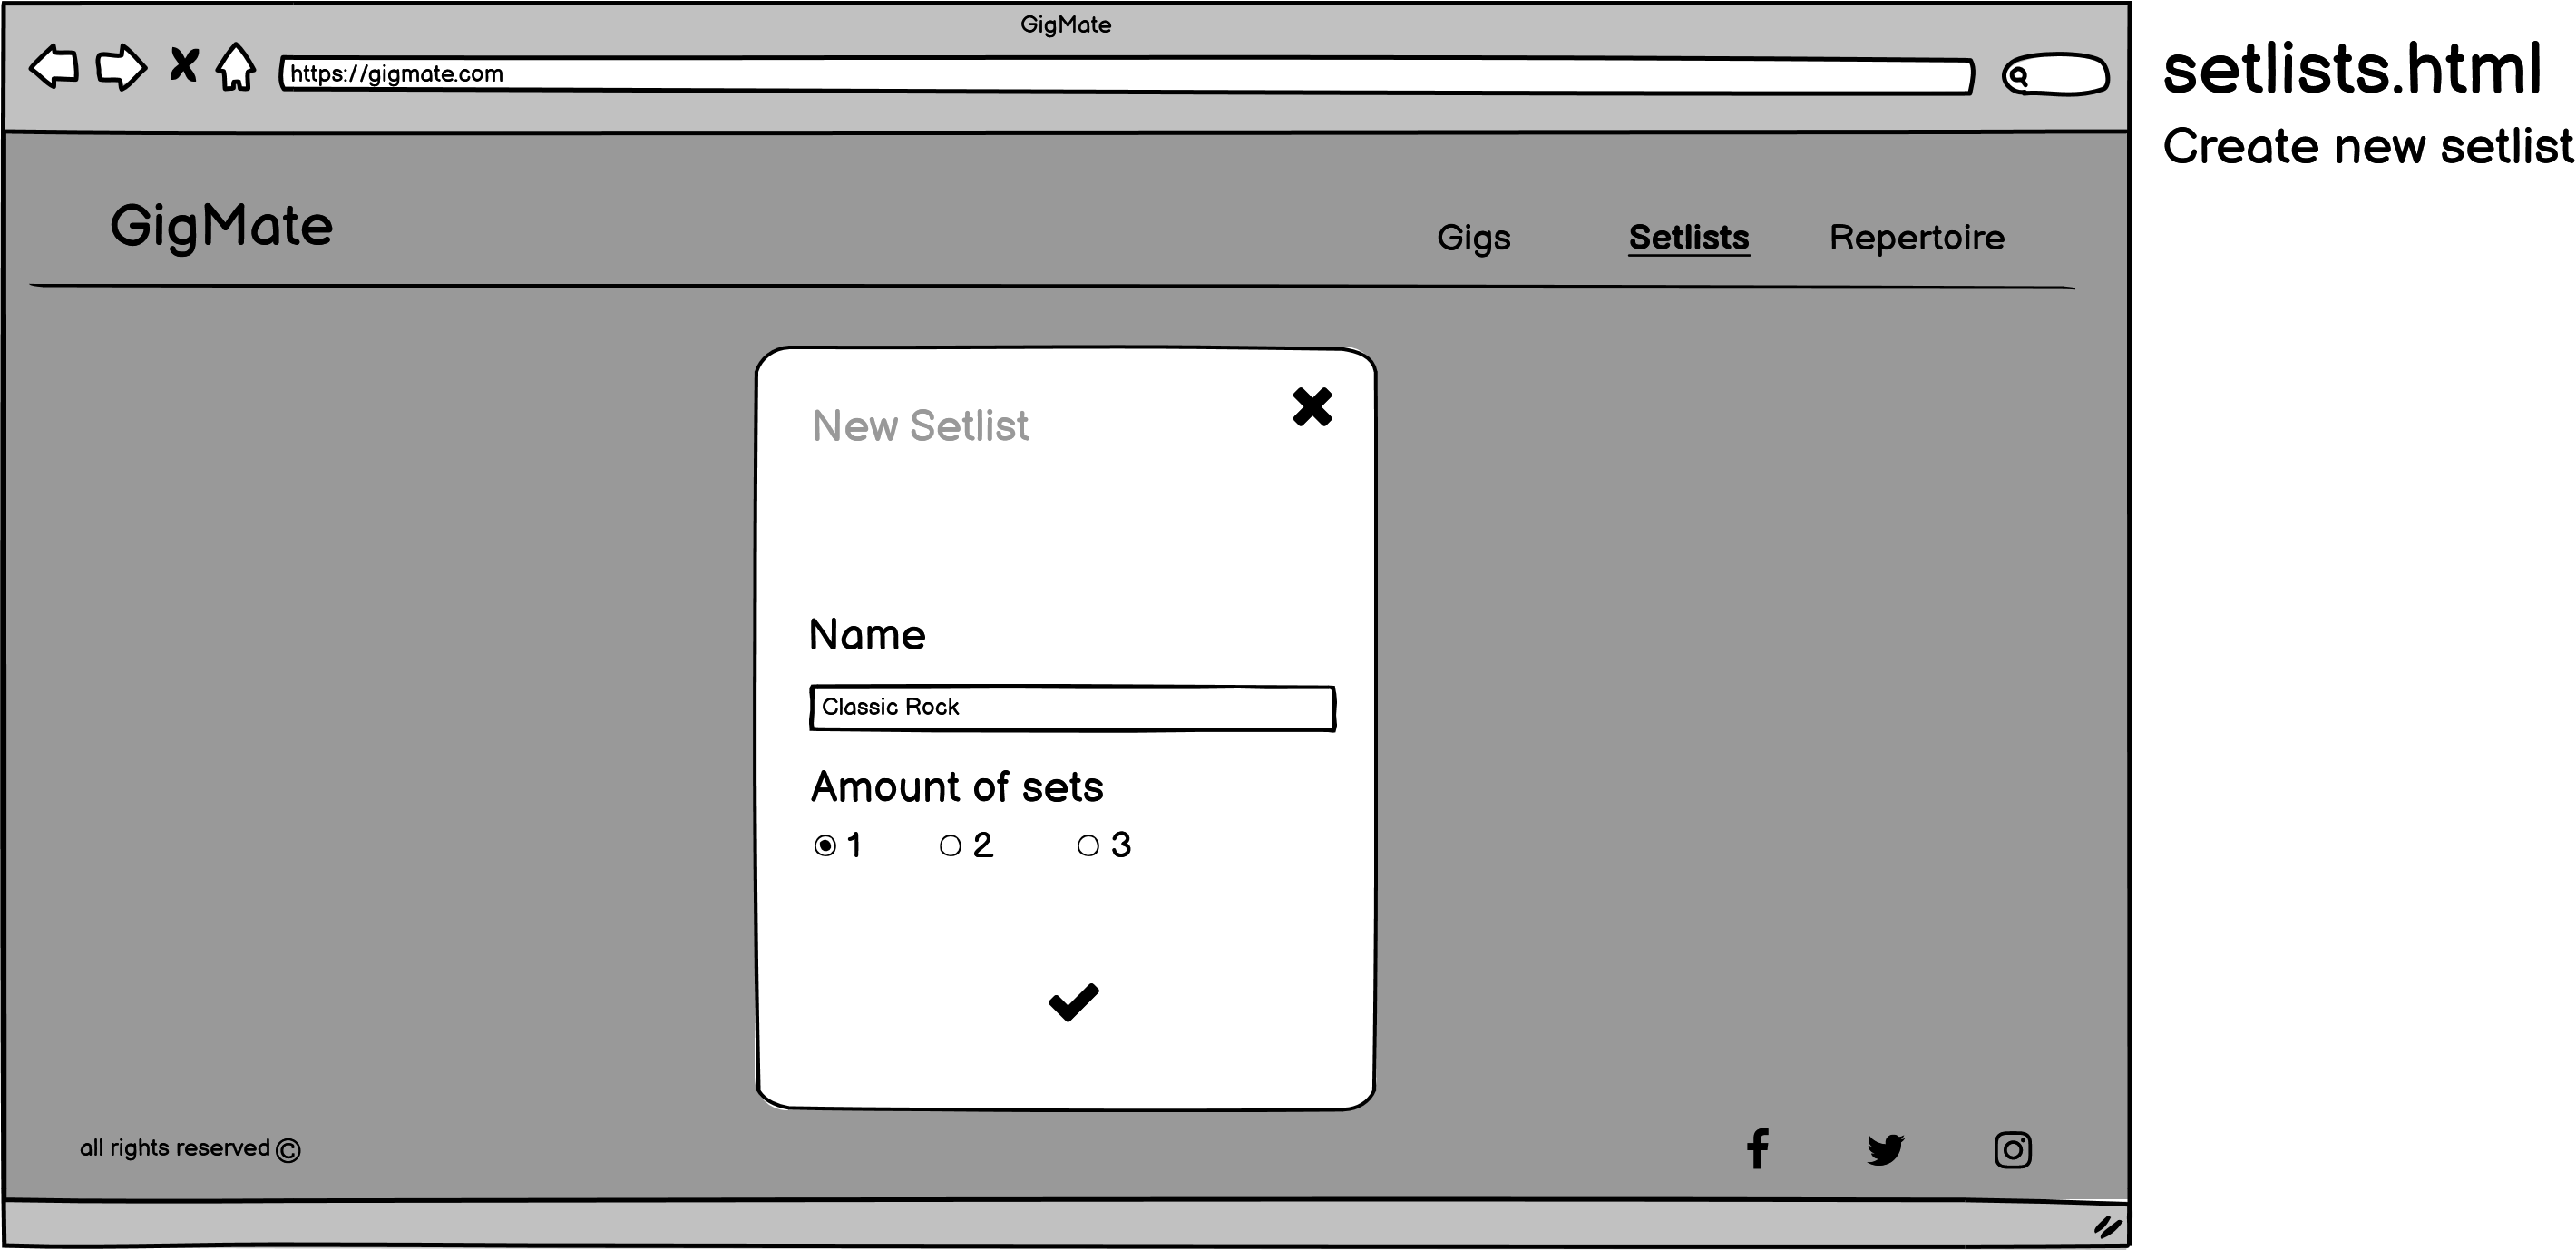 GigMate
https://gigmate.com
setlists.html
Create new setlist
GigMate
Gigs Setlists Repertoire
New Setlist
Name
Classic Rock
Amount of sets
1 2 3
all rights reserved ©